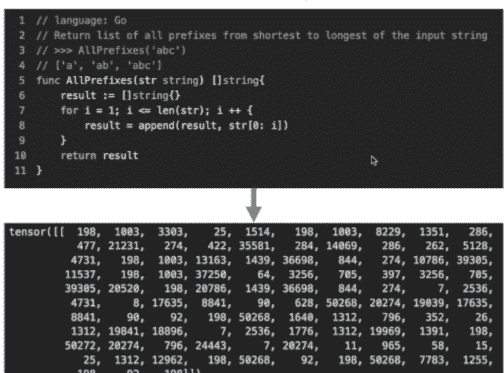 1 // language: Go
2 // Return list of all prefixes from shortest to longest of the input string
3 // >>> AllPrefixes('abc')
4 // ['a', 'ab', 'abc']
5 func AllPrefixes(str string) []string{
6 result := []string{}
7 for i = 1; i <= len(str); i ++ {
8 result = append(result, str[0: i])
9 }
10 return result
11 }
tensor([[ 198, 1003, 3303, 25, 1514, 198, 1003, 8229, 1351, 286,
477, 21231, 274, 422, 35581, 284, 14069, 286, 262, 5128,
4731, 198, 1003, 13163, 1439, 36698, 844, 274, 10786, 39305,
11537, 198, 1003, 37250, 64, 3256, 705, 397, 3256, 705,
39305, 20520, 198, 20786, 1439, 36698, 844, 274, 7, 2536,
4731, 8, 17635, 8841, 90, 628, 50268, 20274, 19039, 17635,
8841, 90, 92, 198, 50268, 1640, 1312, 796, 352, 26,
1312, 19841, 18896, 7, 2536, 1776, 1312, 19969, 1391, 198,
50272, 20274, 796, 24443, 7, 20274, 11, 965, 58, 15,
25, 1312, 12962, 198, 50268, 92, 198, 50268, 7783, 1255,
198, 92, 198]])